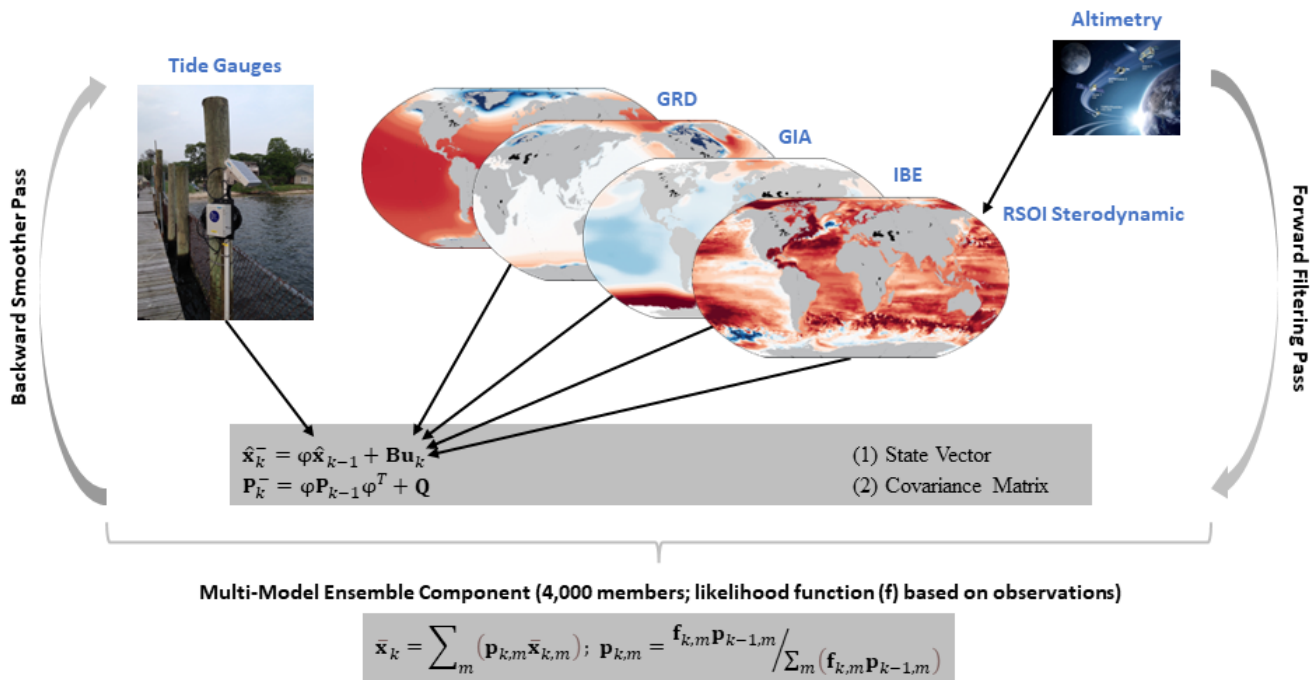 Altimetry
Tide Gauges
GRD
GIA
IBE
RSOI Sterodynamic
Backward Smoother Pass
Forward Filtering Pass
x̂ₖ⁻ = φx̂ₖ₋₁ + Buₖ (1) State Vector
Pₖ⁻ = φPₖ₋₁φᵀ + Q (2) Covariance Matrix
Multi-Model Ensemble Component (4,000 members; likelihood function (f) based on observations)
x̄ₖ = ∑ₘ(pₖ,ₘx̄ₖ,ₘ); pₖ,ₘ = fₖ,ₘpₖ₋₁,ₘ/∑ₘ(fₖ,ₘpₖ₋₁,ₘ)